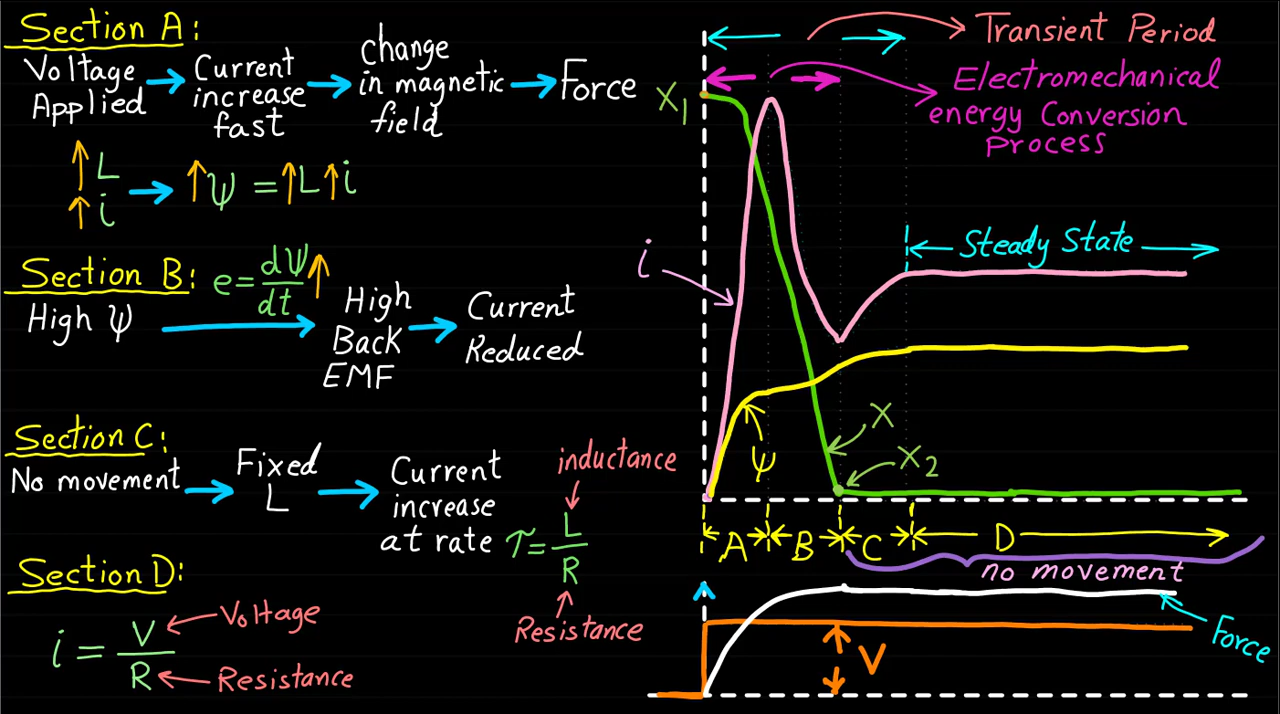 Section A:
Voltage Applied → Current increase fast → change in magnetic field → Force
↑L
↑i → ↑ψ = ↑L↑i
Section B: e = dψ/dt ↑
High ψ → High Back EMF → Current Reduced
Section C:
No movement → Fixed L → Current increase at rate τ = L/R
inductance
Resistance
Section D:
i = V/R
Voltage
Resistance
Transient Period
Electromechanical
energy Conversion
Process
X1
i
Steady State
ψ
X
X2
A B C D
no movement
Force
V